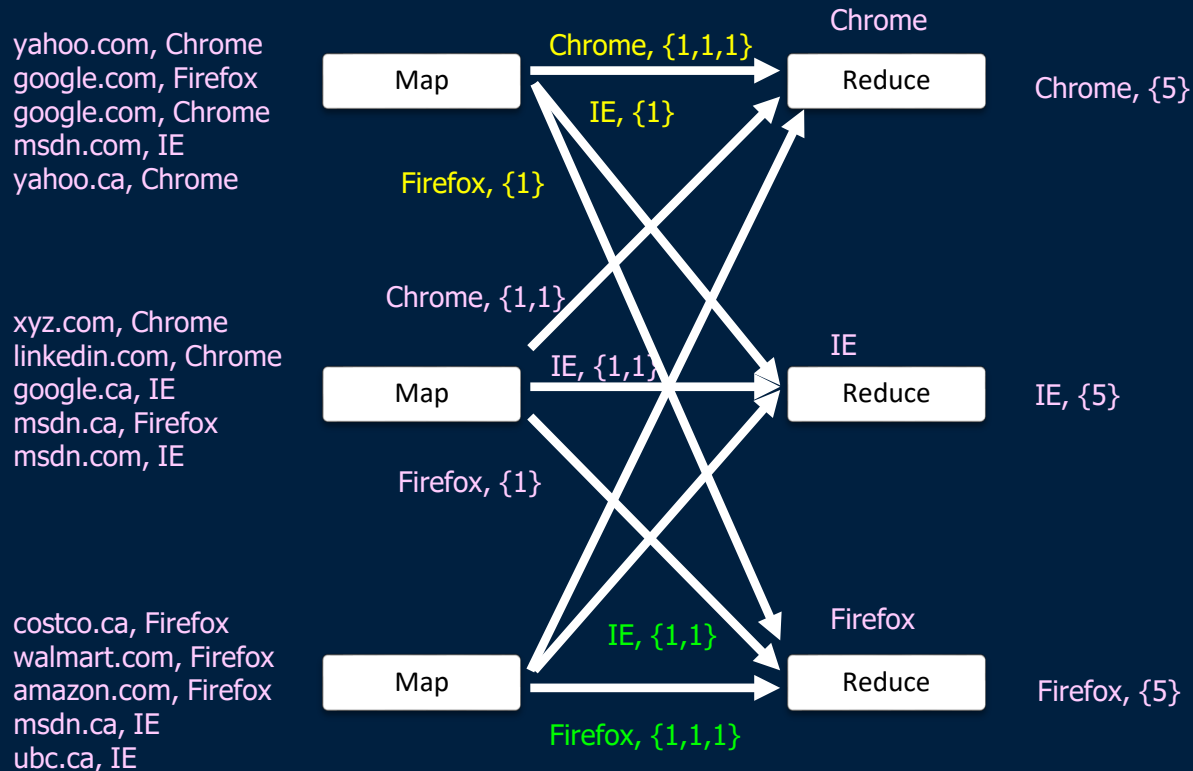 yahoo.com, Chrome
google.com, Firefox
google.com, Chrome
msdn.com, IE
yahoo.ca, Chrome
Map
Chrome, {1,1,1}
IE, {1}
Firefox, {1}
Chrome
Reduce
Chrome, {5}
xyz.com, Chrome
linkedin.com, Chrome
google.ca, IE
msdn.ca, Firefox
msdn.com, IE
Map
Chrome, {1,1}
IE, {1,1}
Firefox, {1}
IE
Reduce
IE, {5}
costco.ca, Firefox
walmart.com, Firefox
amazon.com, Firefox
msdn.ca, IE
ubc.ca, IE
Map
IE, {1,1}
Firefox, {1,1,1}
Firefox
Reduce
Firefox, {5}